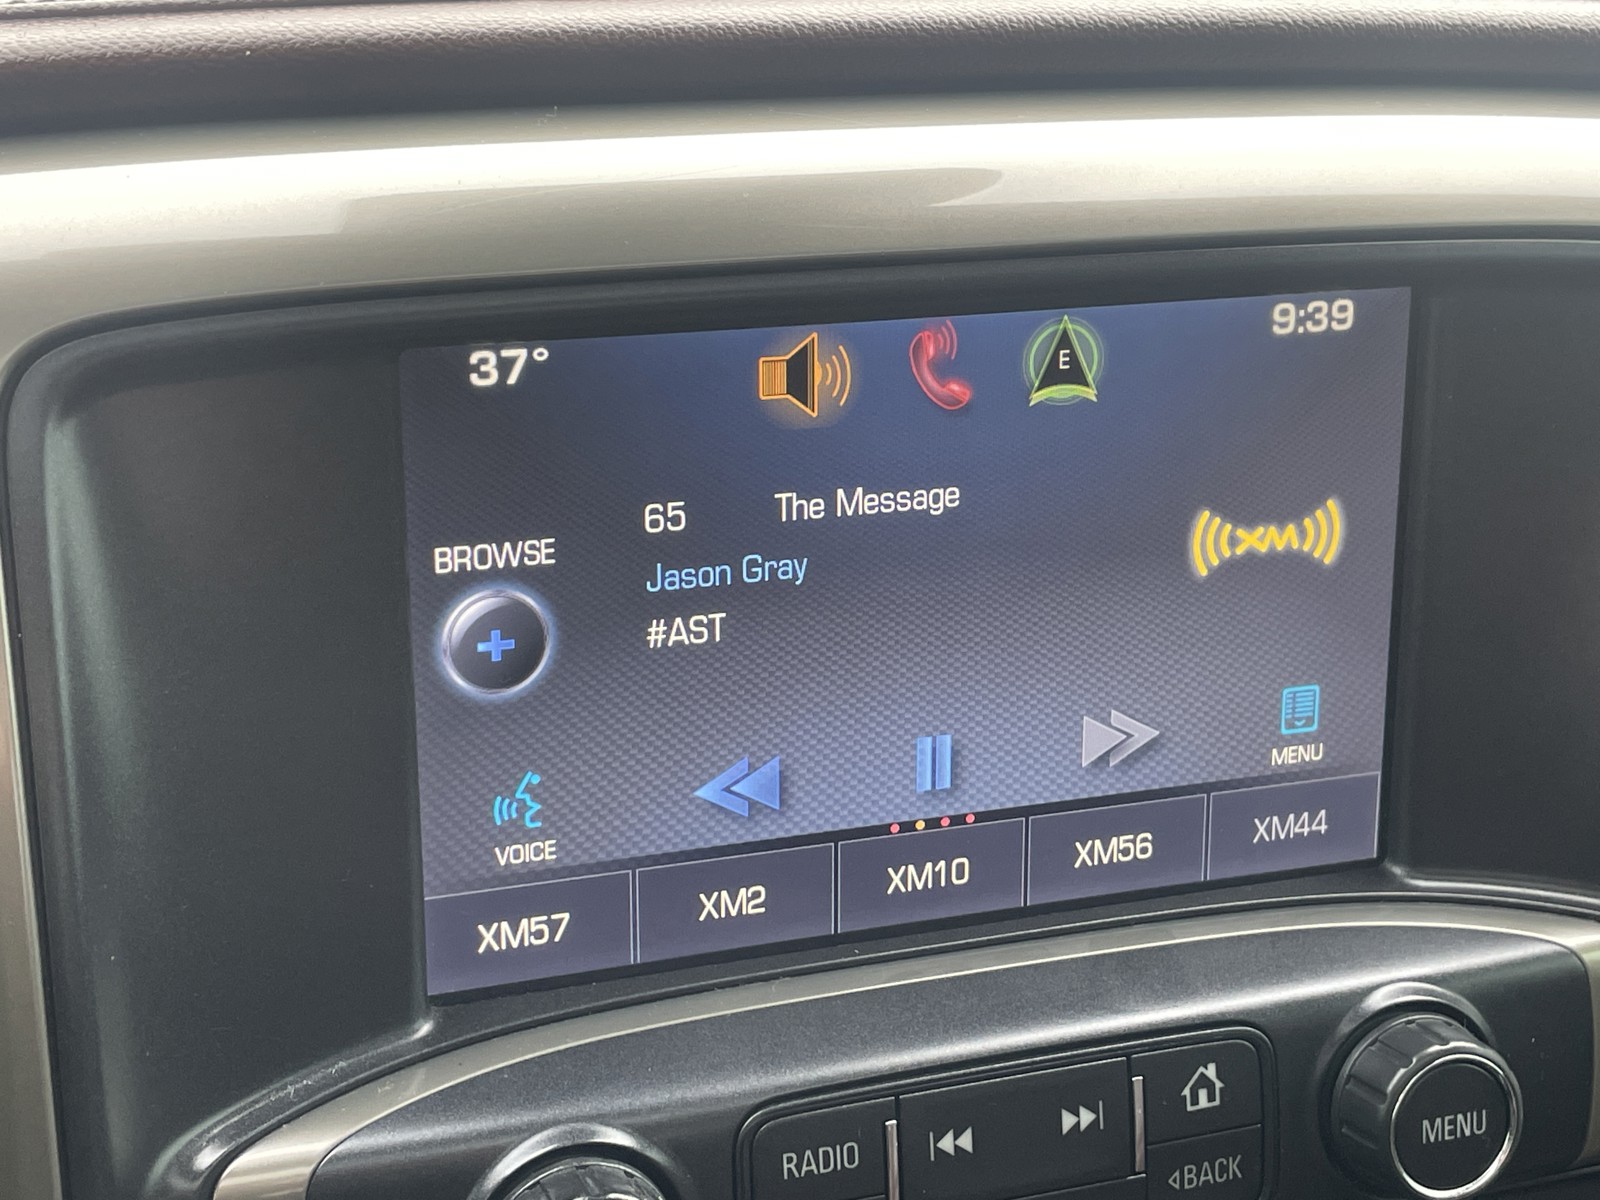 37°
E
9:39
65 The Message
XM
BROWSE
Jason Gray
#AST
MENU
VOICE
XM57
XM2
XM10
XM56
XM44
RADIO
BACK
MENU